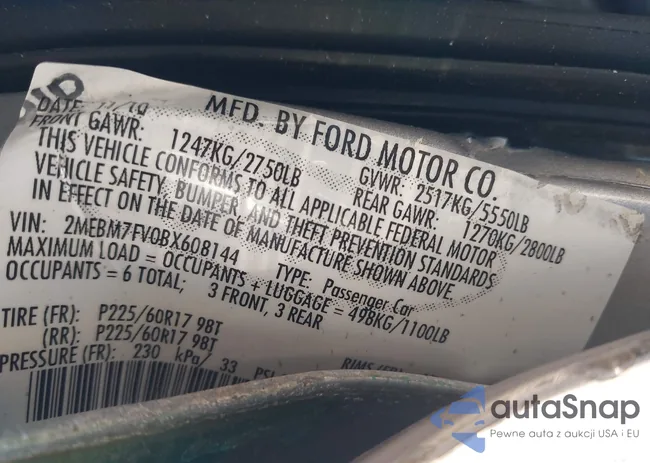 MFD. BY FORD MOTOR CO.
DATE: 11/10
FRONT GAWR: GVWR: 2517KG/5550LB
1247KG/2750LB REAR GAWR: 1270KG/2800LB
THIS VEHICLE CONFORMS TO ALL APPLICABLE FEDERAL MOTOR
VEHICLE SAFETY, BUMPER, AND THEFT PREVENTION STANDARDS
IN EFFECT ON THE DATE OF MANUFACTURE SHOWN ABOVE
VIN: 2MEBM7FV0BX608144
TYPE: Passenger Car
MAXIMUM LOAD = OCCUPANTS + LUGGAGE = 498KG/1100LB
OCCUPANTS = 6 TOTAL; 3 FRONT, 3 REAR
TIRE (FR): P225/60R17 98T
(RR): P225/60R17 98T
PRESSURE (FR): 230 kPa/ 33
autaSnap
Pewne auta z aukcji USA i EU